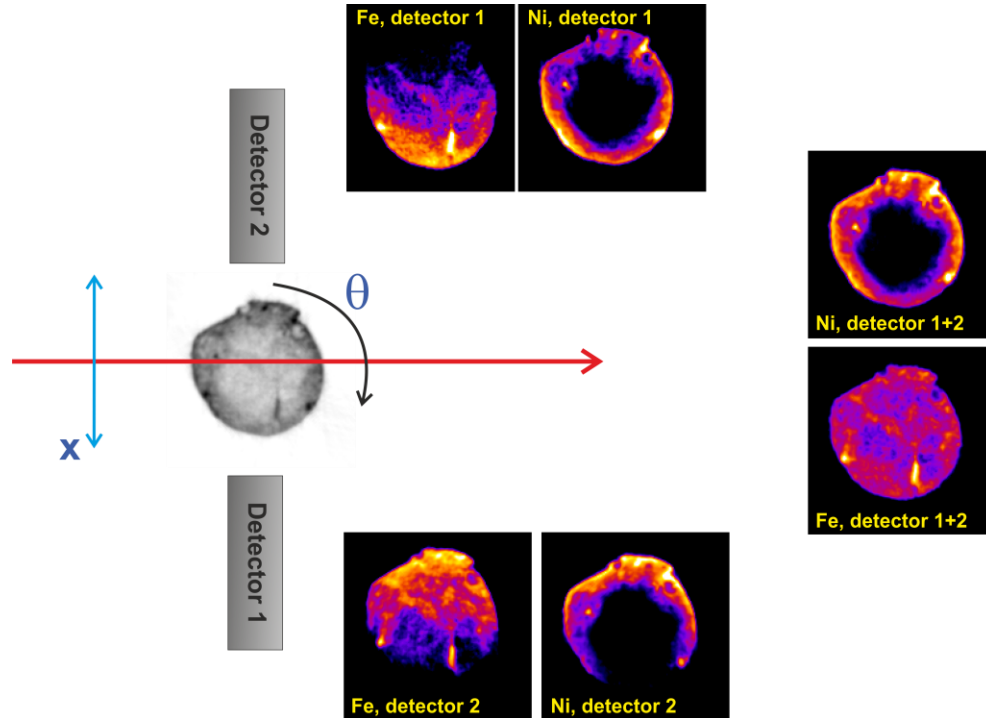 Fe, detector 1
Ni, detector 1
Detector 2
θ
Ni, detector 1+2
x
Fe, detector 1+2
Detector 1
Fe, detector 2
Ni, detector 2